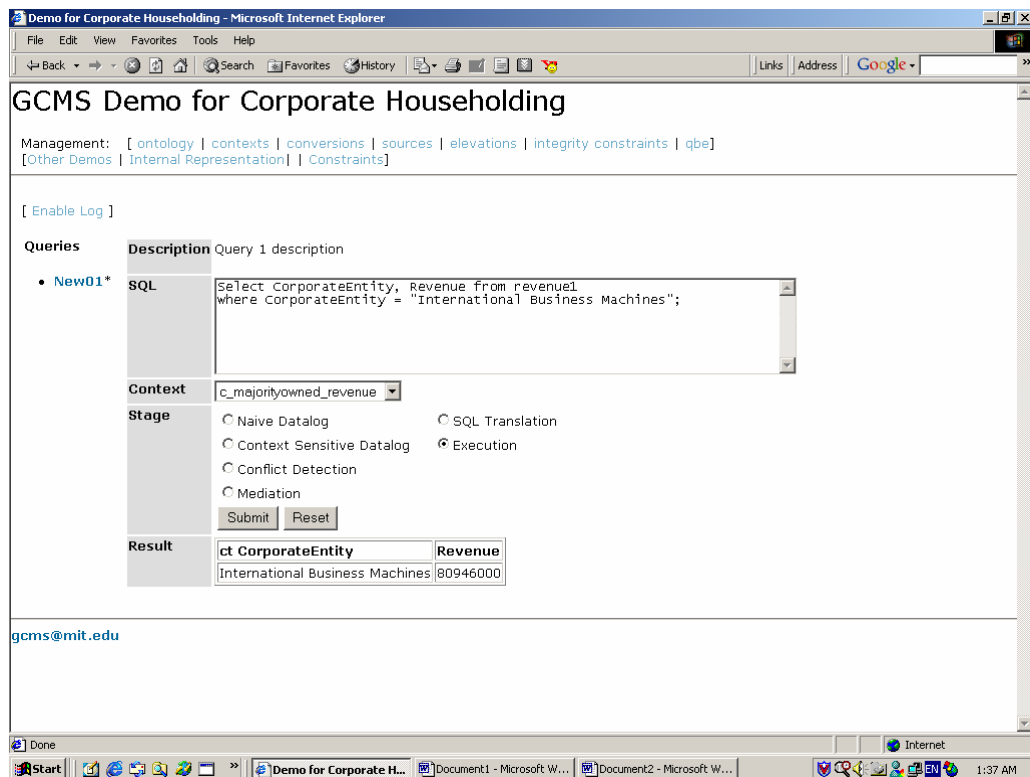 Demo for Corporate Householding - Microsoft Internet Explorer
File Edit View Favorites Tools Help
Back Search Favorites History Links Address Google
GCMS Demo for Corporate Householding
Management: [ ontology | contexts | conversions | sources | elevations | integrity constraints | qbe]
[Other Demos | Internal Representation| | Constraints]
[ Enable Log ]
Queries
• New01*
Description Query 1 description
SQL
Select CorporateEntity, Revenue from revenue1
where CorporateEntity = "International Business Machines";
Context c_majorityowned_revenue
Stage
Naive Datalog SQL Translation
Context Sensitive Datalog Execution
Conflict Detection
Mediation
Submit Reset
Result
ct CorporateEntity Revenue
International Business Machines 80946000
gcms@mit.edu
Done Internet
Start » Demo for Corporate H... Document1 - Microsoft W... Document2 - Microsoft W... EN 1:37 AM